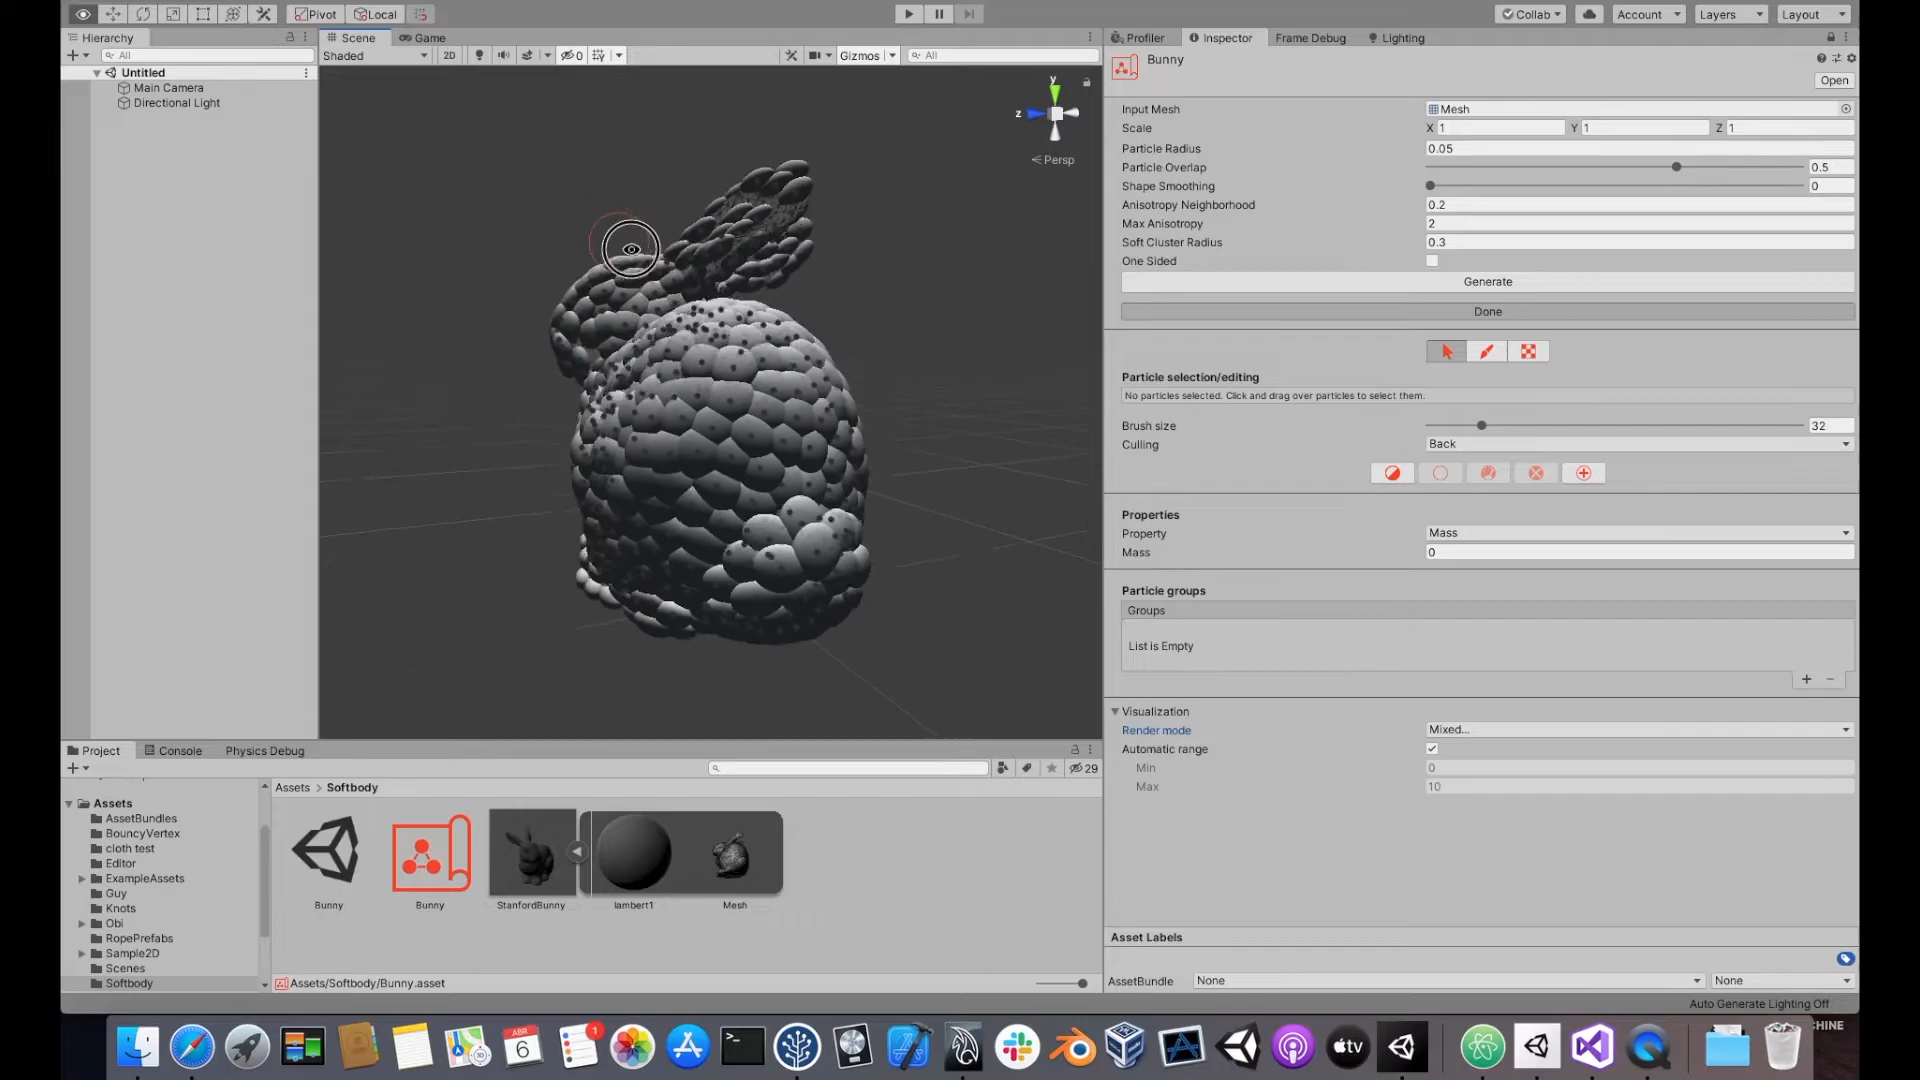 Pivot Local Collab Account Layers Layout
Hierarchy Scene Game Profiler Inspector Frame Debug Lighting
All Shaded 2D 0 Gizmos All Bunny
Open
Untitled
Main Camera
Directional Light
y
z
Persp
Input Mesh Mesh
Scale X 1 Y 1 Z 1
Particle Radius 0.05
Particle Overlap 0.5
Shape Smoothing 0
Anisotropy Neighborhood 0.2
Max Anisotropy 2
Soft Cluster Radius 0.3
One Sided
Generate
Done
Particle selection/editing
No particles selected. Click and drag over particles to select them.
Brush size 32
Culling Back
Properties
Property Mass
Mass 0
Particle groups
Groups
List is Empty
+ −
Visualization
Render mode Mixed...
Automatic range
Min 0
Max 10
Project Console Physics Debug
29
Assets
AssetBundles
BouncyVertex
cloth test
Editor
ExampleAssets
Guy
Knots
Obi
RopePrefabs
Sample2D
Scenes
Softbody
Assets > Softbody
Bunny Bunny StanfordBunny lambert1 Mesh
Assets/Softbody/Bunny.asset
Asset Labels
AssetBundle None None
Auto Generate Lighting Off
CHINE
ABR
6
1
tv